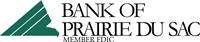 BANK OF
PRAIRIE DU SAC
MEMBER FDIC